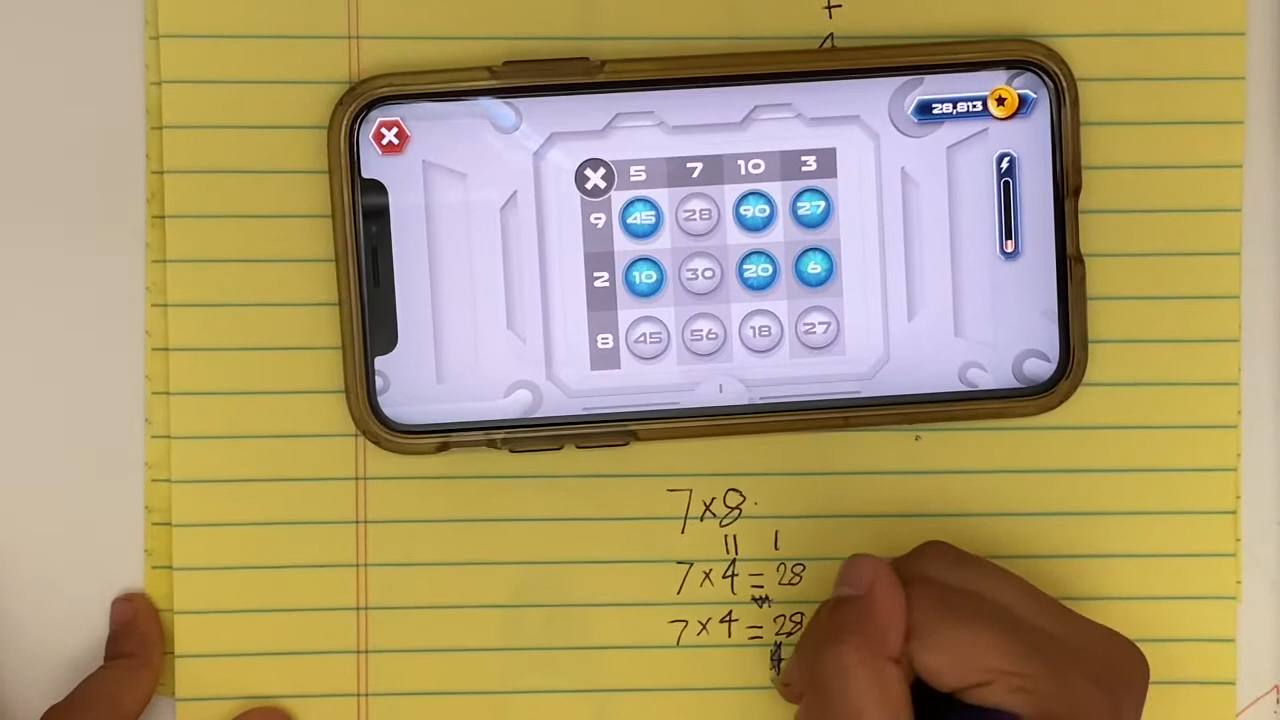 +
28,813
× 5 7 10 3
9 45 28 90 27
2 10 30 20 6
8 45 56 18 27
7×8
7×4=28
7×4=28